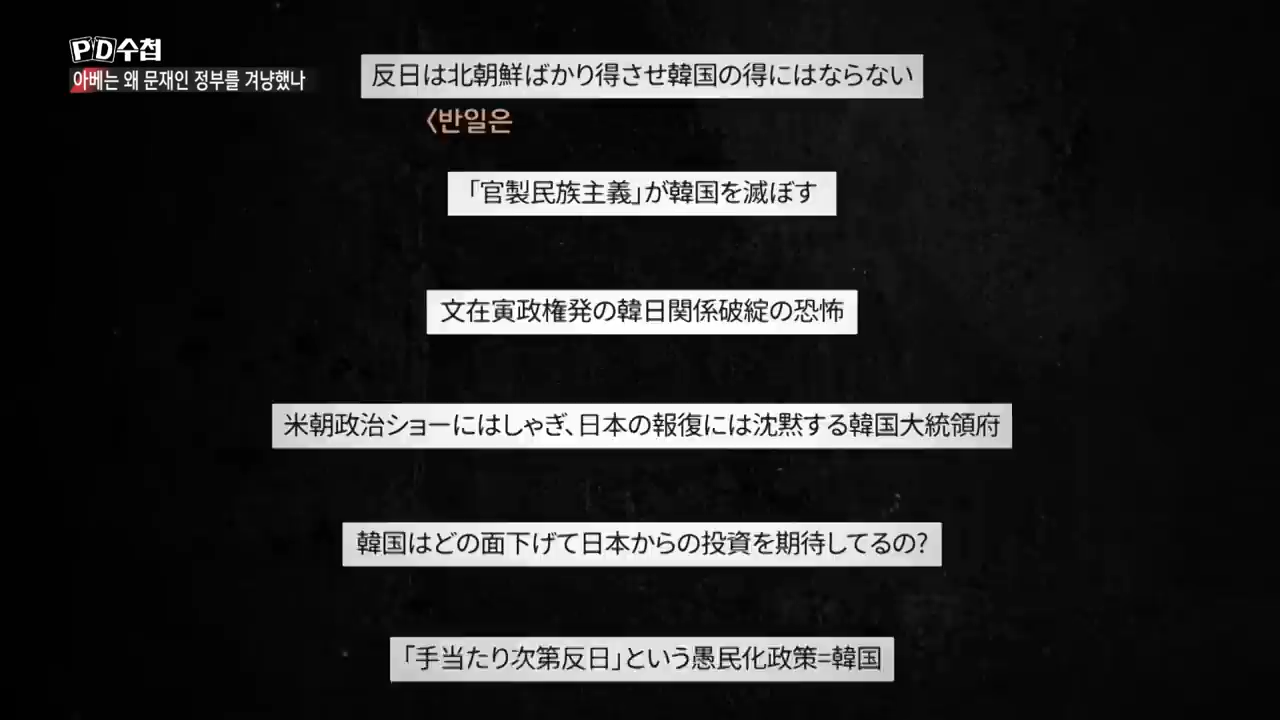 PD수첩
아베는 왜 문재인 정부를 겨냥했나
反日は北朝鮮ばかり得させ韓国の得にはならない
〈반일은
「官製民族主義」が韓国を滅ぼす
文在寅政権発の韓日関係破綻の恐怖
米朝政治ショーにはしゃぎ、日本の報復には沈黙する韓国大統領府
韓国はどの面下げて日本からの投資を期待してるの?
「手当たり次第反日」という愚民化政策=韓国